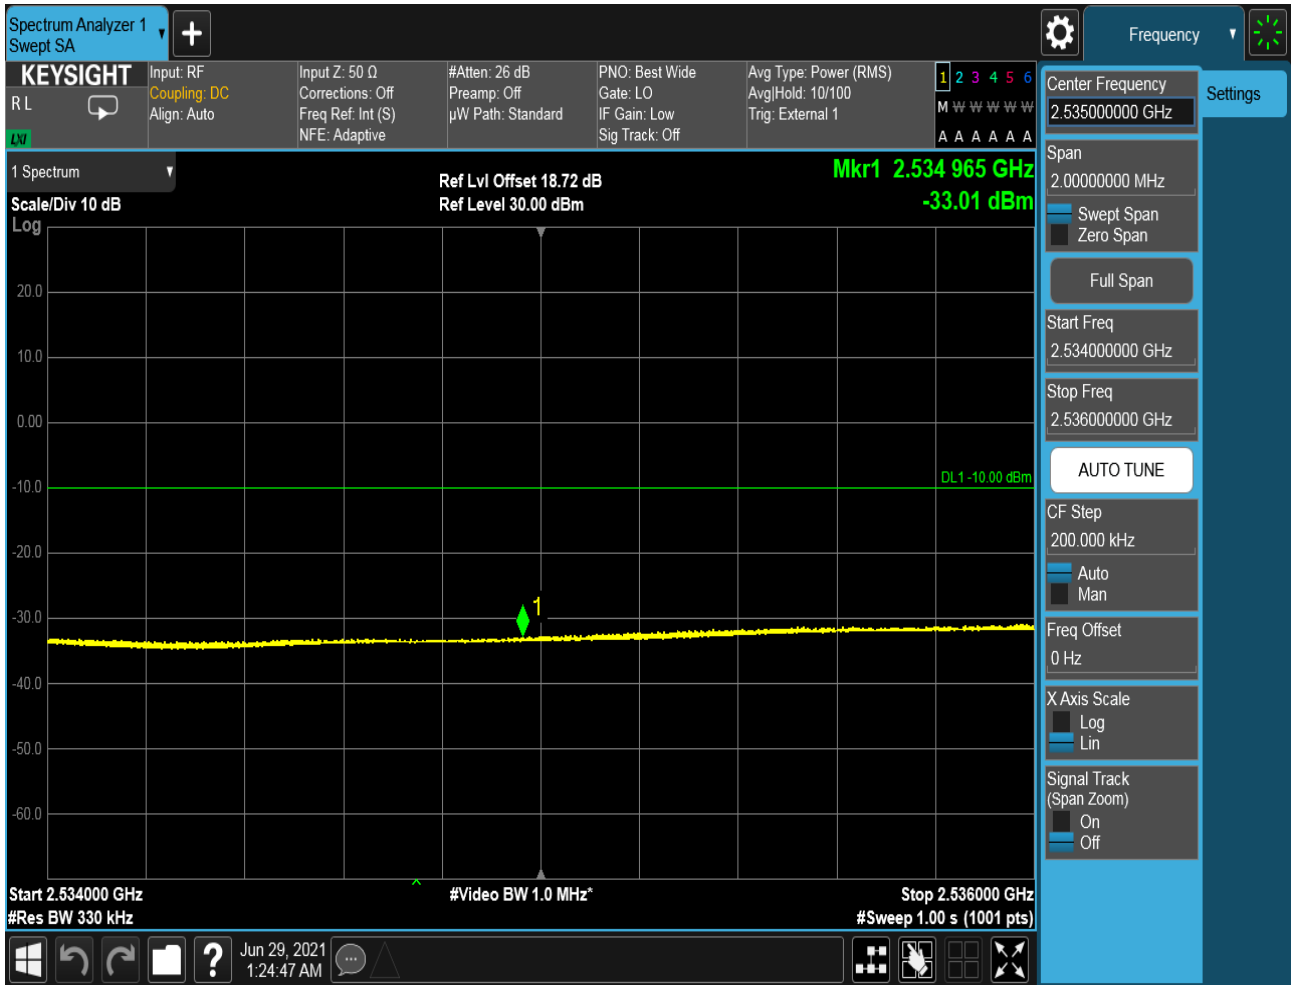 Spectrum Analyzer 1
Swept SA
Frequency
KEYSIGHT
R L
LXI
Input: RF
Coupling: DC
Align: Auto
Input Z: 50 Ω
Corrections: Off
Freq Ref: Int (S)
NFE: Adaptive
#Atten: 26 dB
Preamp: Off
µW Path: Standard
PNO: Best Wide
Gate: LO
IF Gain: Low
Sig Track: Off
Avg Type: Power (RMS)
Avg|Hold: 10/100
Trig: External 1
1 2 3 4 5 6
M W W W W W
A A A A A A
1 Spectrum
Scale/Div 10 dB
Log
Ref Lvl Offset 18.72 dB
Ref Level 30.00 dBm
Mkr1 2.534 965 GHz
-33.01 dBm
20.0
10.0
0.00
-10.0
DL1 -10.00 dBm
-20.0
1
-30.0
-40.0
-50.0
-60.0
Start 2.534000 GHz
#Res BW 330 kHz
#Video BW 1.0 MHz*
Stop 2.536000 GHz
#Sweep 1.00 s (1001 pts)
Jun 29, 2021
1:24:47 AM
Center Frequency
2.535000000 GHz
Settings
Span
2.00000000 MHz
Swept Span
Zero Span
Full Span
Start Freq
2.534000000 GHz
Stop Freq
2.536000000 GHz
AUTO TUNE
CF Step
200.000 kHz
Auto
Man
Freq Offset
0 Hz
X Axis Scale
Log
Lin
Signal Track
(Span Zoom)
On
Off